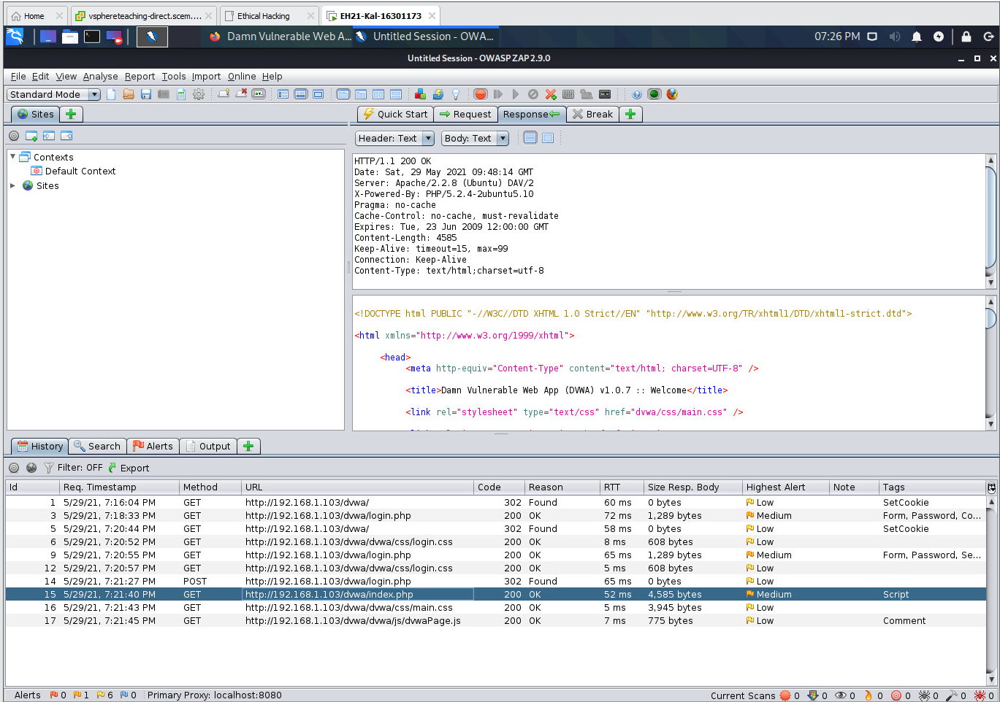 Home
vsphereteaching-direct.scem....
Ethical Hacking
EH21-Kal-16301173
Damn Vulnerable Web A...
Untitled Session - OWA...
07:26 PM
Untitled Session - OWASP ZAP 2.9.0
File Edit View Analyse Report Tools Import Online Help
Standard Mode
Sites
Quick Start
Request
Response
Break
Header: Text
Body: Text
Contexts
Default Context
Sites
HTTP/1.1 200 OK
Date: Sat, 29 May 2021 09:48:14 GMT
Server: Apache/2.2.8 (Ubuntu) DAV/2
X-Powered-By: PHP/5.2.4-2ubuntu5.10
Pragma: no-cache
Cache-Control: no-cache, must-revalidate
Expires: Tue, 23 Jun 2009 12:00:00 GMT
Content-Length: 4585
Keep-Alive: timeout=15, max=99
Connection: Keep-Alive
Content-Type: text/html;charset=utf-8
<!DOCTYPE html PUBLIC "-//W3C//DTD XHTML 1.0 Strict//EN" "http://www.w3.org/TR/xhtml1/DTD/xhtml1-strict.dtd">
<html xmlns="http://www.w3.org/1999/xhtml">
<head>
<meta http-equiv="Content-Type" content="text/html; charset=UTF-8" />
<title>Damn Vulnerable Web App (DVWA) v1.0.7 :: Welcome</title>
<link rel="stylesheet" type="text/css" href="dvwa/css/main.css" />
History
Search
Alerts
Output
Filter: OFF
Export
Id Req. Timestamp Method URL Code Reason RTT Size Resp. Body Highest Alert Note Tags
1 5/29/21, 7:16:04 PM GET http://192.168.1.103/dvwa/ 302 Found 60 ms 0 bytes Low SetCookie
3 5/29/21, 7:18:33 PM GET http://192.168.1.103/dvwa/login.php 200 OK 72 ms 1,289 bytes Medium Form, Password, Co...
5 5/29/21, 7:20:44 PM GET http://192.168.1.103/dvwa/ 302 Found 58 ms 0 bytes Low SetCookie
6 5/29/21, 7:20:52 PM GET http://192.168.1.103/dvwa/dvwa/css/login.css 200 OK 8 ms 608 bytes Low
9 5/29/21, 7:20:55 PM GET http://192.168.1.103/dvwa/login.php 200 OK 65 ms 1,289 bytes Medium Form, Password, Se...
12 5/29/21, 7:20:57 PM GET http://192.168.1.103/dvwa/dvwa/css/login.css 200 OK 5 ms 608 bytes Low
14 5/29/21, 7:21:27 PM POST http://192.168.1.103/dvwa/login.php 302 Found 65 ms 0 bytes Low
15 5/29/21, 7:21:40 PM GET http://192.168.1.103/dvwa/index.php 200 OK 52 ms 4,585 bytes Medium Script
16 5/29/21, 7:21:43 PM GET http://192.168.1.103/dvwa/dvwa/css/main.css 200 OK 5 ms 3,945 bytes Low
17 5/29/21, 7:21:45 PM GET http://192.168.1.103/dvwa/dvwa/js/dvwaPage.js 200 OK 7 ms 775 bytes Low Comment
Alerts 0 1 6 0 Primary Proxy: localhost:8080 Current Scans 0 0 0 0 0 0 0 0